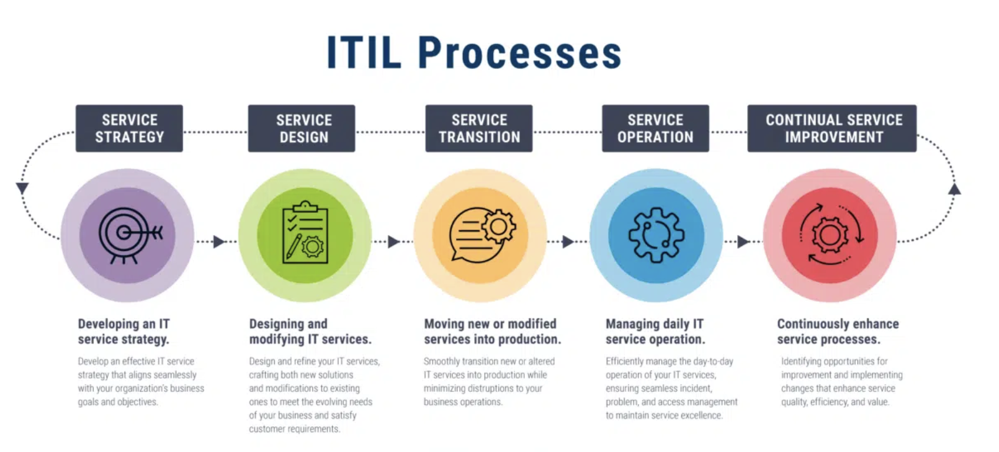 ITIL Processes
SERVICE
STRATEGY
SERVICE
DESIGN
SERVICE
TRANSITION
SERVICE
OPERATION
CONTINUAL SERVICE
IMPROVEMENT
Developing an IT
service strategy.
Develop an effective IT service
strategy that aligns seamlessly
with your organization's business
goals and objectives.
Designing and
modifying IT services.
Design and refine your IT services,
crafting both new solutions
and modifications to existing
ones to meet the evolving needs
of your business and satisfy
customer requirements.
Moving new or modified
services into production.
Smoothly transition new or altered
IT services into production while
minimizing distruptions to your
business operations.
Managing daily IT
service operation.
Efficiently manage the day-to-day
operation of your IT services,
ensuring seamless incident,
problem, and access management
to maintain service excellence.
Continuously enhance
service processes.
Identifying opportunities for
improvement and implementing
changes that enhance service
quality, efficiency, and value.